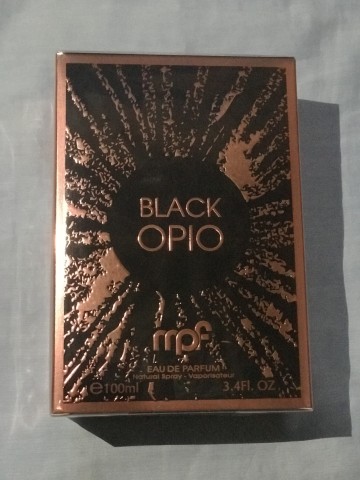 BLACK
OPIO
mpf
EAU DE PARFUM
Natural Spray - Vaporisateur
e100ml 3.4Fl. OZ